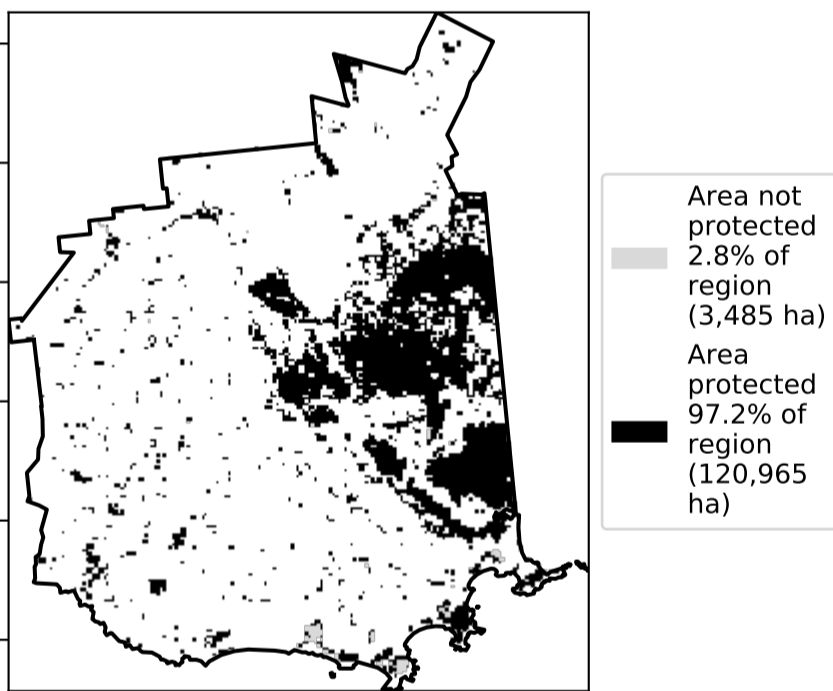 Area not
protected
2.8% of
region
(3,485 ha)
Area
protected
97.2% of
region
(120,965
ha)